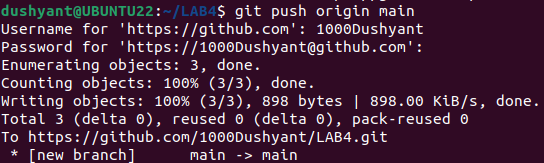 dushyant@UBUNTU22:~/LAB4$ git push origin main
Username for 'https://github.com': 1000Dushyant
Password for 'https://1000Dushyant@github.com':
Enumerating objects: 3, done.
Counting objects: 100% (3/3), done.
Writing objects: 100% (3/3), 898 bytes | 898.00 KiB/s, done.
Total 3 (delta 0), reused 0 (delta 0), pack-reused 0
To https://github.com/1000Dushyant/LAB4.git
 * [new branch]      main -> main